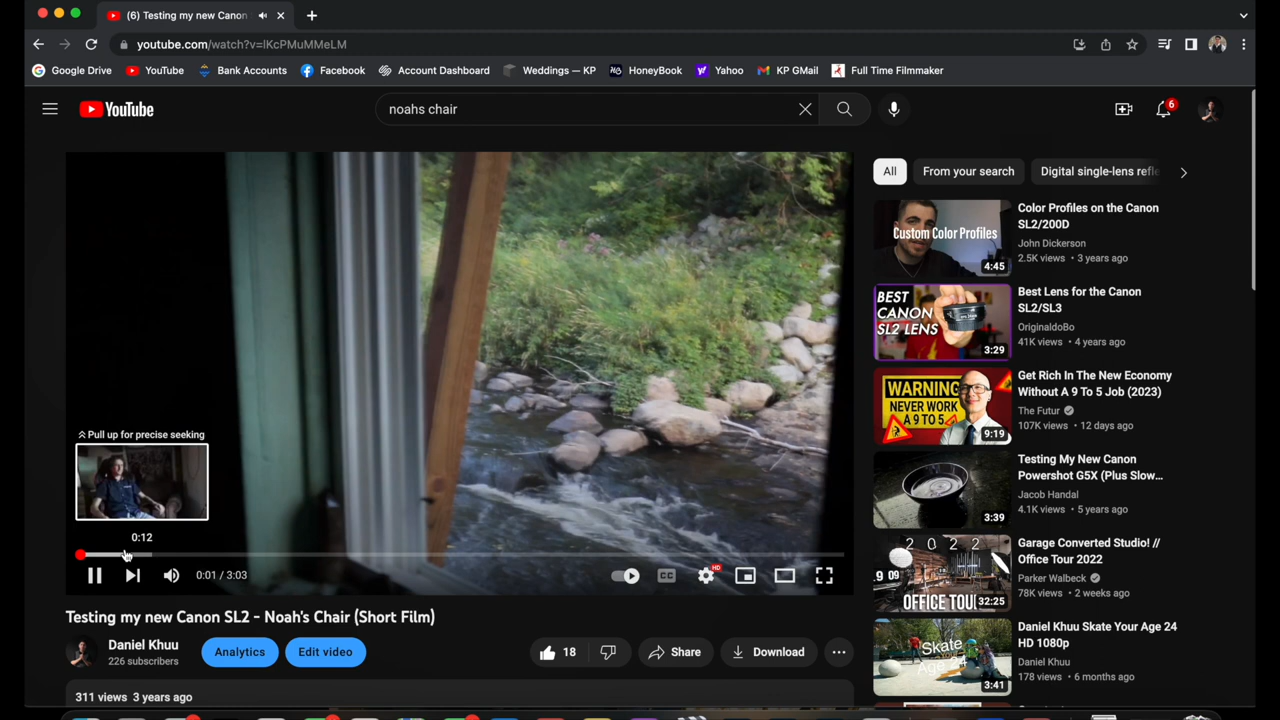 (6) Testing my new Canon
youtube.com/watch?v=lKcPMuMMeLM
Google Drive YouTube Bank Accounts Facebook Account Dashboard Weddings — KP HoneyBook Yahoo KP GMail Full Time Filmmaker
YouTube
noahs chair
6
All From your search Digital single-lens refle
Custom Color Profiles
4:45
Color Profiles on the Canon
SL2/200D
John Dickerson
2.5K views • 3 years ago
BEST
CANON
SL2 LENS
3:29
Best Lens for the Canon
SL2/SL3
OriginaldoBo
41K views • 4 years ago
WARNING
NEVER WORK
A 9 TO 5
9:19
Get Rich In The New Economy
Without A 9 To 5 Job (2023)
The Futur
107K views • 12 days ago
3:39
Testing My New Canon
Powershot G5X (Plus Slow...
Jacob Handal
4.1K views • 5 years ago
2 0 2 2
OFFICE TOU
32:25
Garage Converted Studio! //
Office Tour 2022
Parker Walbeck
78K views • 2 weeks ago
Skate
Age 24
3:41
Daniel Khuu Skate Your Age 24
HD 1080p
Daniel Khuu
178 views • 6 months ago
Pull up for precise seeking
0:12
0:01 / 3:03
CC
HD
Testing my new Canon SL2 - Noah's Chair (Short Film)
Daniel Khuu
226 subscribers
Analytics
Edit video
18
Share
Download
311 views 3 years ago